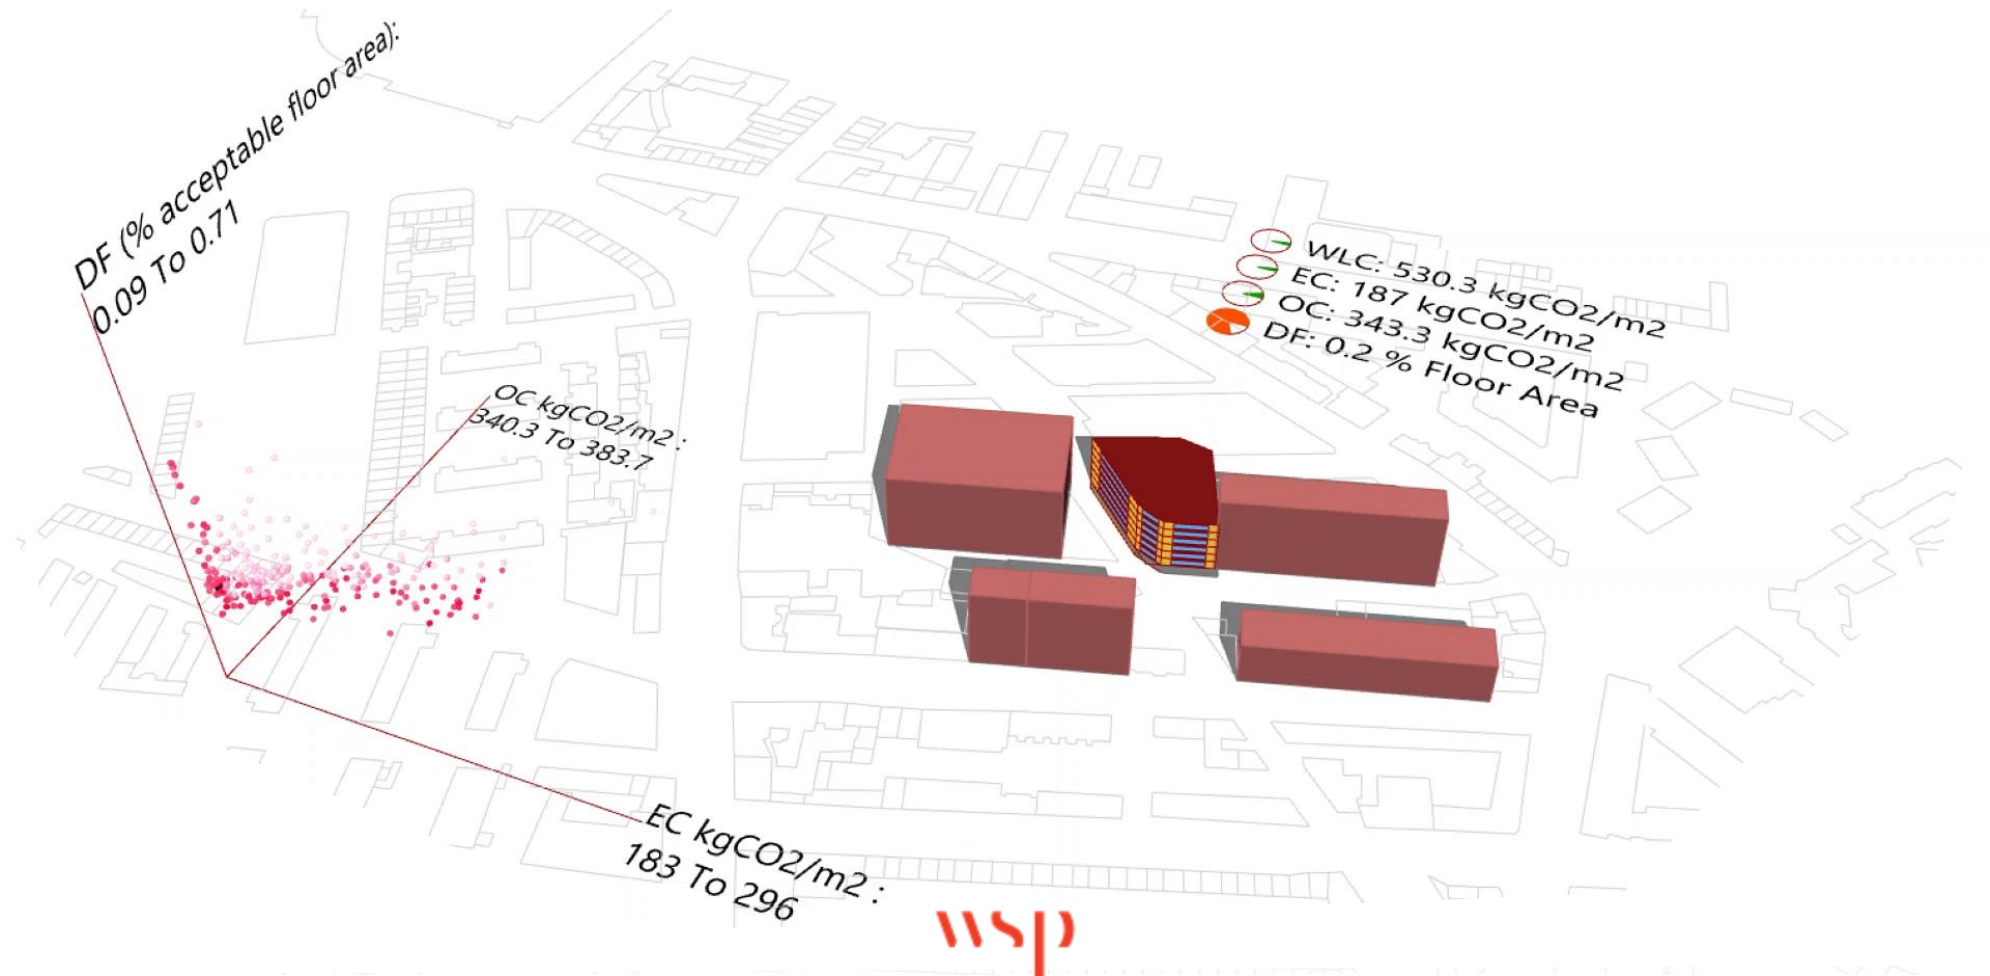 DF (% acceptable floor area):
0.09 To 0.71
OC kgCO2/m2 :
340.3 To 383.7
EC kgCO2/m2 :
183 To 296
WLC: 530.3 kgCO2/m2
EC: 187 kgCO2/m2
OC: 343.3 kgCO2/m2
DF: 0.2 % Floor Area
wsp